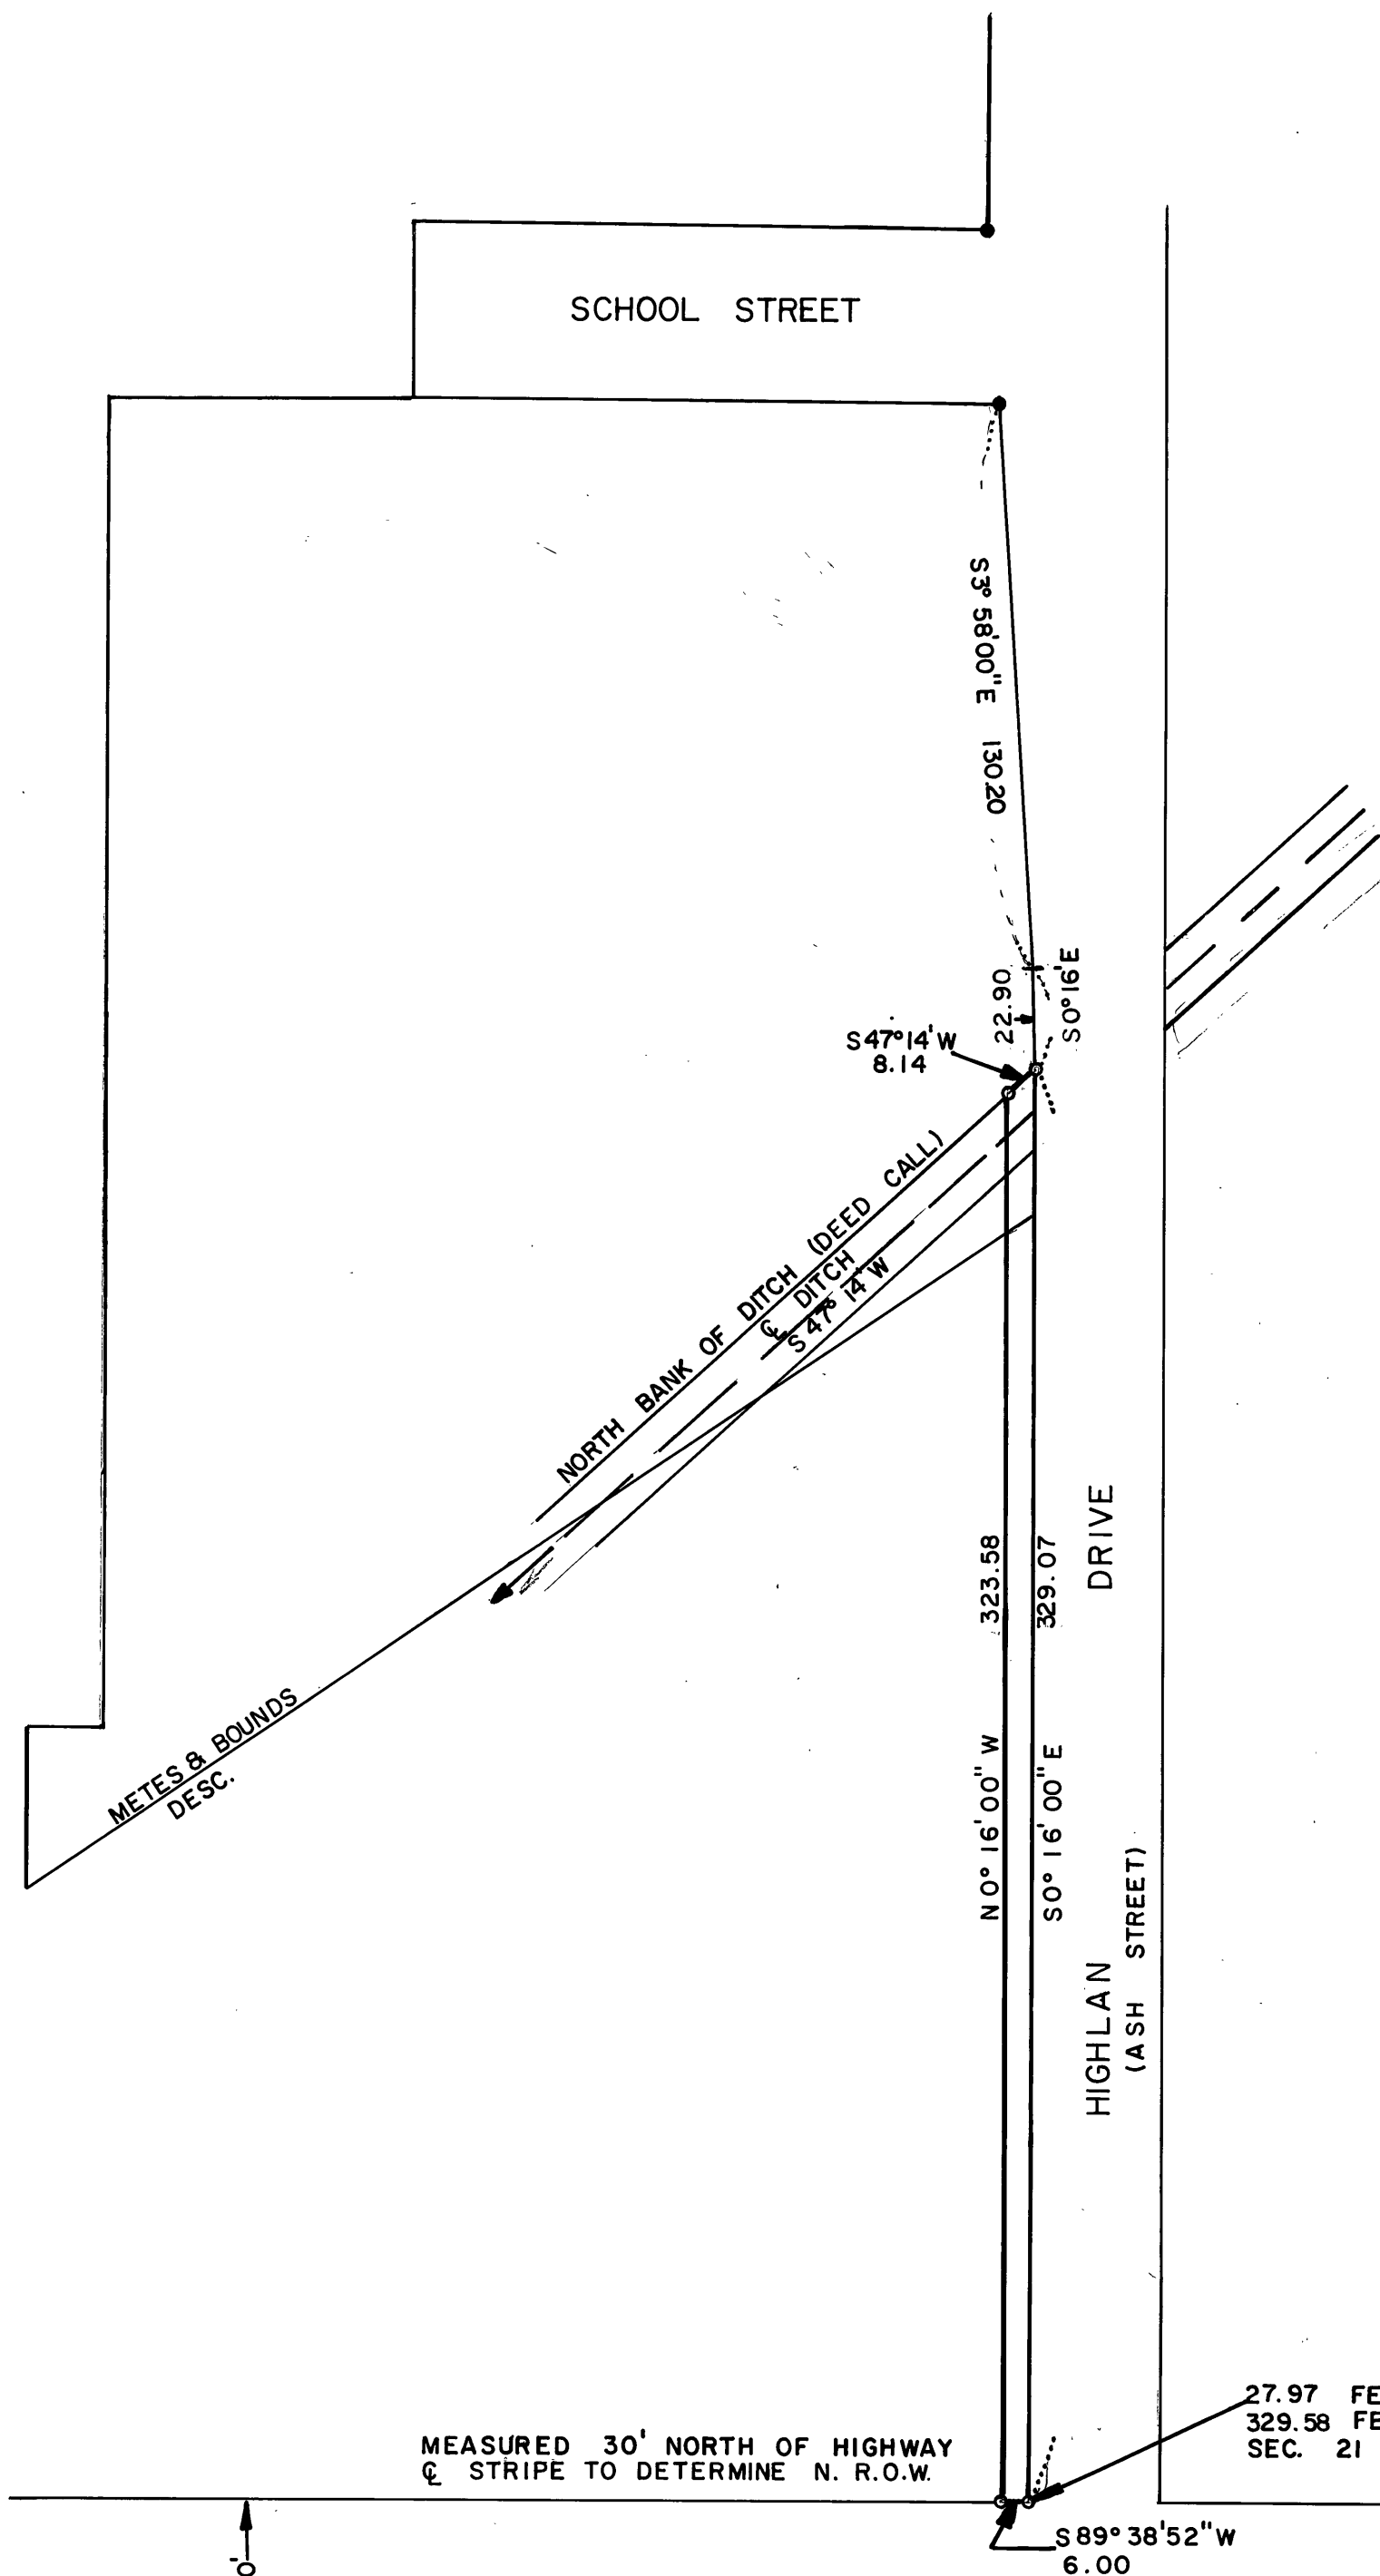 SCHOOL STREET
S3° 58'00"E 130.20
22.90
S0°16'E
S47°14'W
8.14
NORTH BANK OF DITCH (DEED CALL)
℄ DITCH
S 47° 14' W
323.58
329.07
DRIVE
METES & BOUNDS
DESC.
N0° 16' 00" W
S0° 16' 00" E
HIGHLAN
(ASH STREET)
27.97 FE
329.58 FE
SEC. 21
MEASURED 30' NORTH OF HIGHWAY
℄ STRIPE TO DETERMINE N. R.O.W.
S89° 38'52"W
6.00